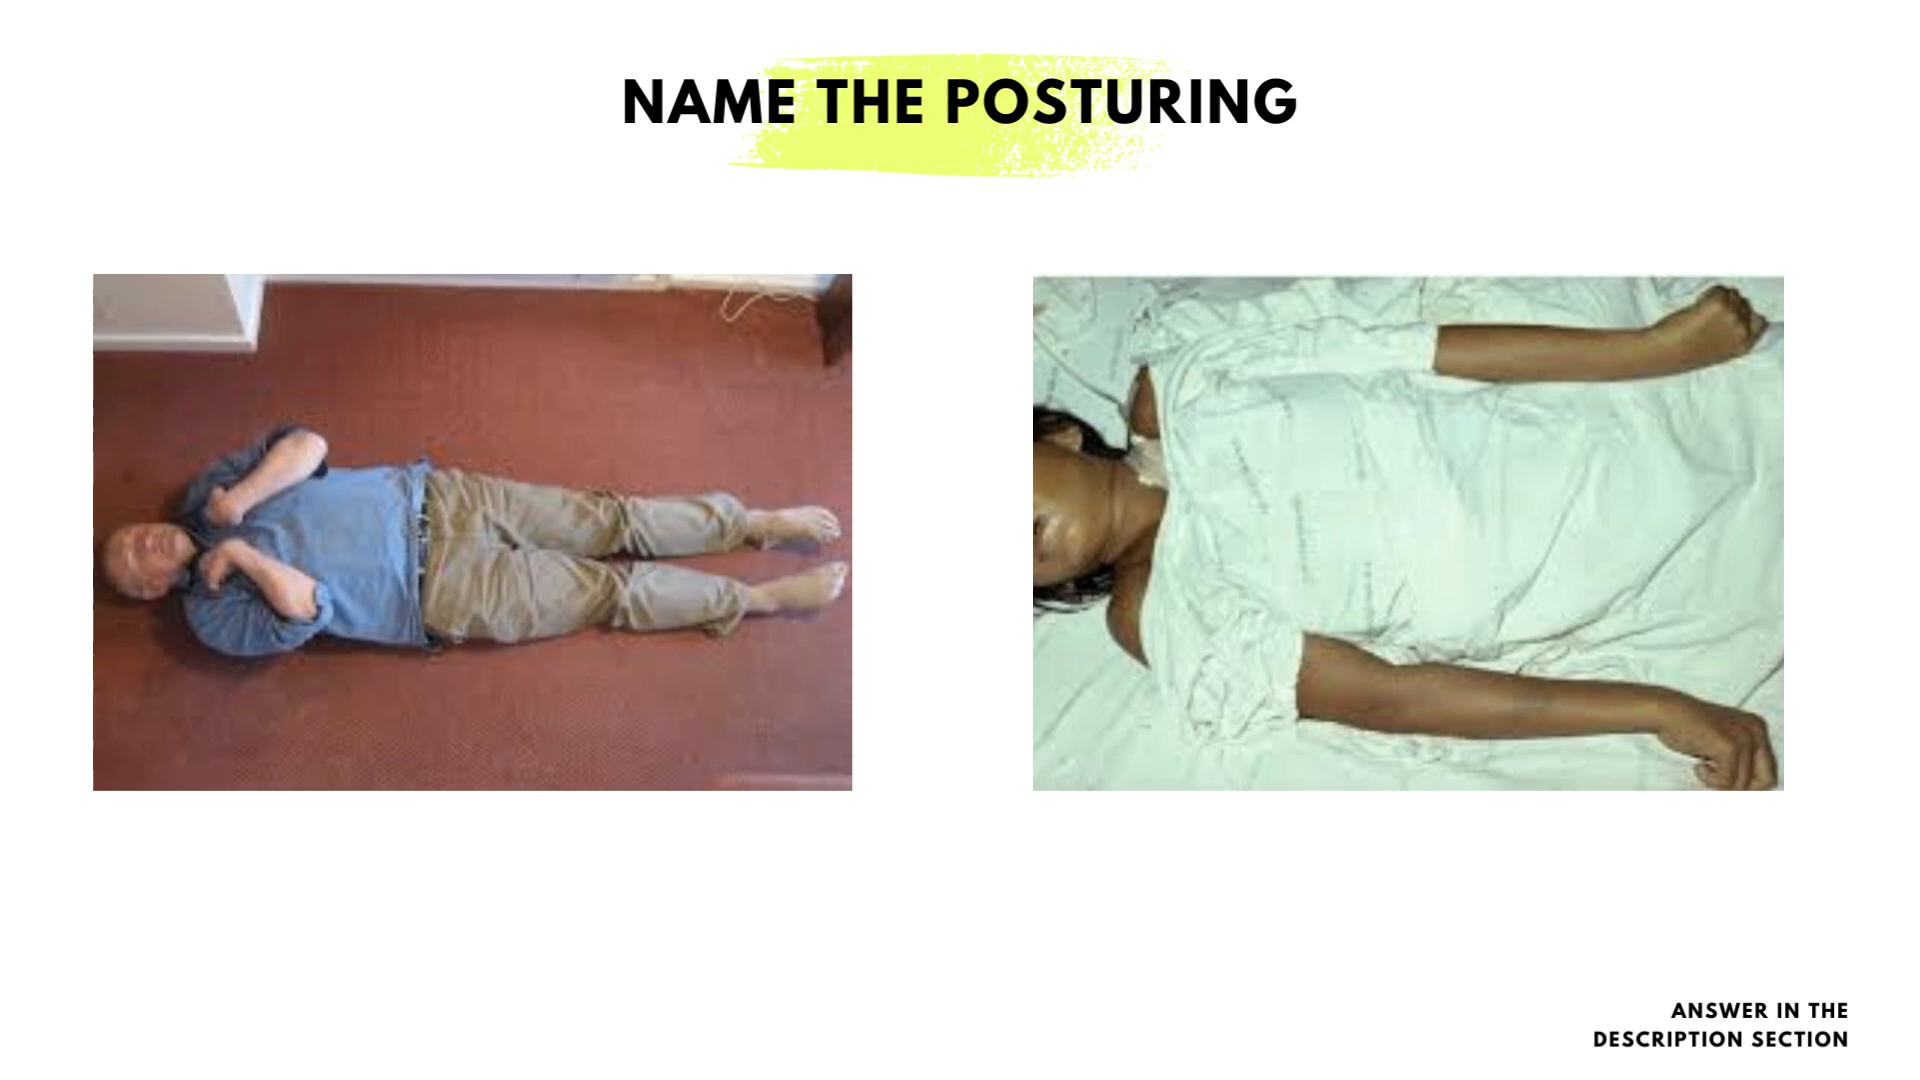 NAME THE POSTURING
ANSWER IN THE
DESCRIPTION SECTION